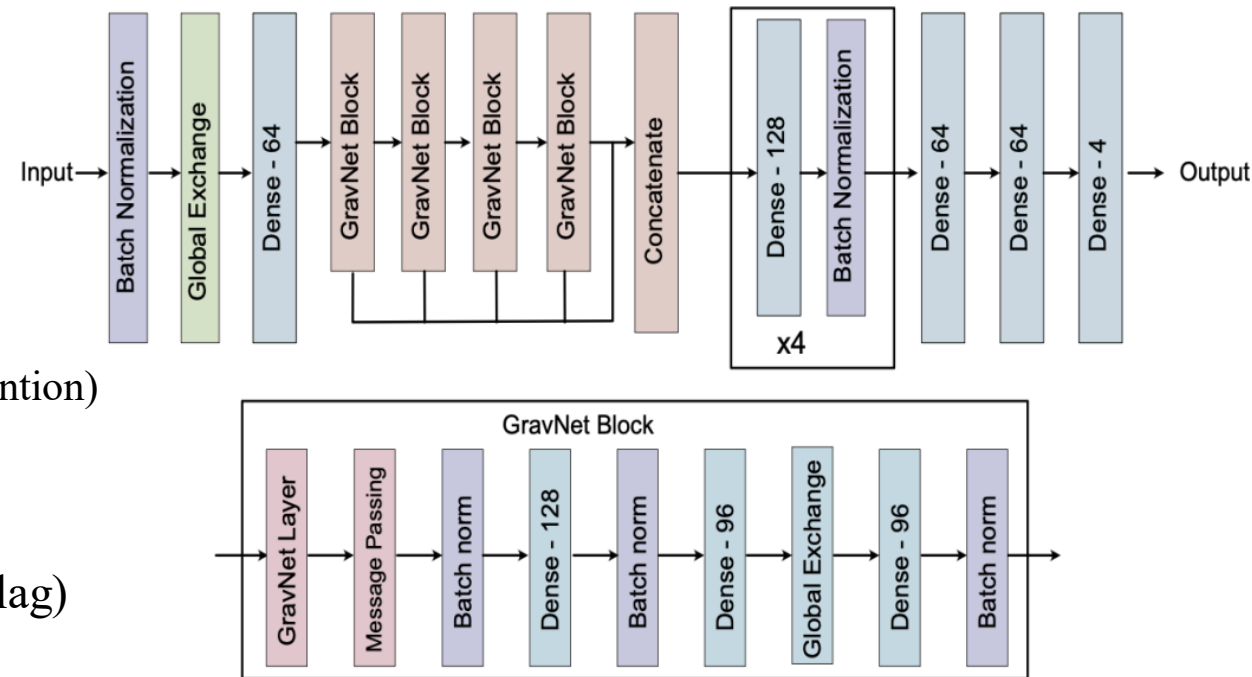 Input
Batch Normalization
Global Exchange
Dense - 64
GravNet Block
GravNet Block
GravNet Block
GravNet Block
Concatenate
Dense - 128
Batch Normalization
x4
Dense - 64
Dense - 64
Dense - 4
Output
ntion)
GravNet Block
GravNet Layer
Message Passing
Batch norm
Dense - 128
Batch norm
Dense - 96
Global Exchange
Dense - 96
Batch norm
lag)